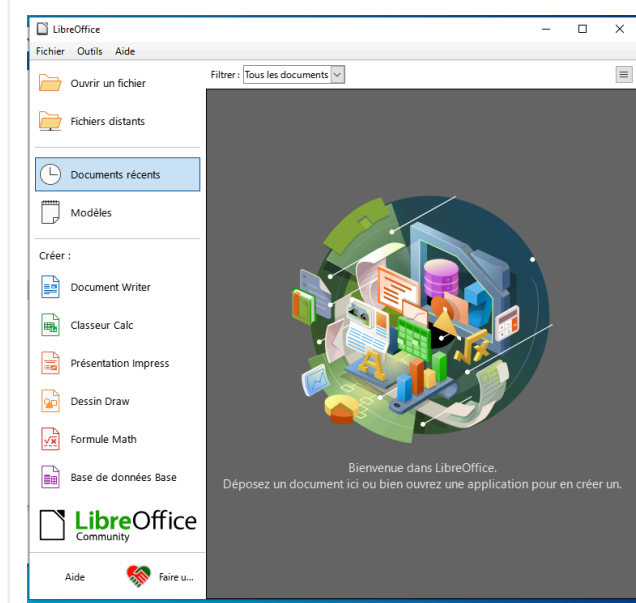 LibreOffice
Fichier Outils Aide
Ouvrir un fichier
Filtrer : Tous les documents
Fichiers distants
Documents récents
Modèles
Créer :
Document Writer
Classeur Calc
Présentation Impress
Dessin Draw
Formule Math
Base de données Base
Bienvenue dans LibreOffice.
Déposez un document ici ou bien ouvrez une application pour en créer un.
LibreOffice
Community
Aide Faire u...